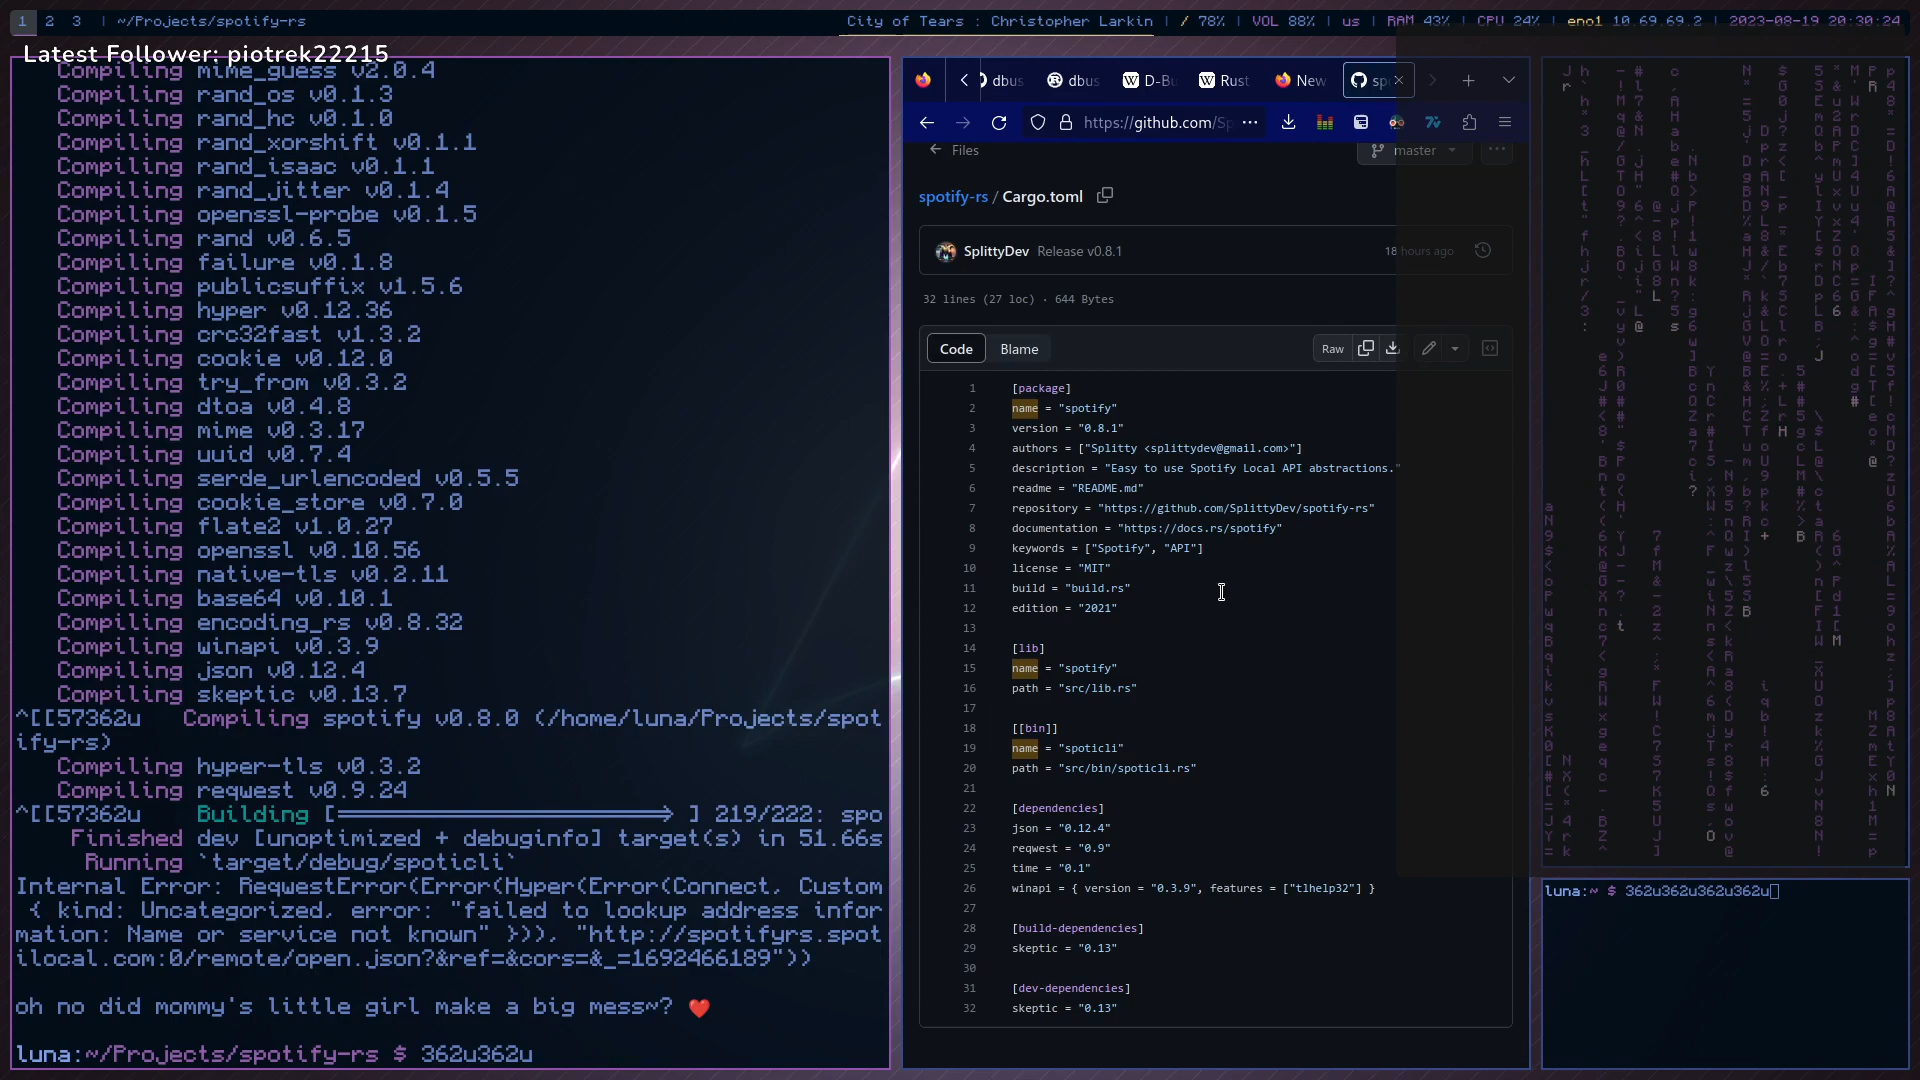 1 2 3 | ~/Projects/spotify-rs
City of Tears : Christopher Larkin | / 78% | VOL 88% | us | RAM 43% | CPU 24% | eno1 10.69.69.2 | 2023-08-19 20:30:24
Latest Follower: piotrek22215
Compiling mime_guess v2.0.4
Compiling rand_os v0.1.3
Compiling rand_hc v0.1.0
Compiling rand_xorshift v0.1.1
Compiling rand_isaac v0.1.1
Compiling rand_jitter v0.1.4
Compiling openssl-probe v0.1.5
Compiling rand v0.6.5
Compiling failure v0.1.8
Compiling publicsuffix v1.5.6
Compiling hyper v0.12.36
Compiling crc32fast v1.3.2
Compiling cookie v0.12.0
Compiling try_from v0.3.2
Compiling dtoa v0.4.8
Compiling mime v0.3.17
Compiling uuid v0.7.4
Compiling serde_urlencoded v0.5.5
Compiling cookie_store v0.7.0
Compiling flate2 v1.0.27
Compiling openssl v0.10.56
Compiling native-tls v0.2.11
Compiling base64 v0.10.1
Compiling encoding_rs v0.8.32
Compiling winapi v0.3.9
Compiling json v0.12.4
Compiling skeptic v0.13.7
^[[57362u Compiling spotify v0.8.0 (/home/luna/Projects/spot
ify-rs)
Compiling hyper-tls v0.3.2
Compiling reqwest v0.9.24
^[[57362u Building [=======================> ] 219/222: spo
Finished dev [unoptimized + debuginfo] target(s) in 51.66s
Running `target/debug/spoticli`
Internal Error: ReqwestError(Error(Hyper(Error(Connect, Custom
{ kind: Uncategorized, error: "failed to lookup address infor
mation: Name or service not known" })), "http://spotifyrs.spot
ilocal.com:0/remote/open.json?&ref=&cors=&_=1692466189"))
oh no did mommy's little girl make a big mess~? ❤️
luna:~/Projects/spotify-rs $ 362u362u
dbus dbus D-Bu Rust New spo
https://github.com/Sp
Files
master
spotify-rs / Cargo.toml
SplittyDev Release v0.8.1 18 hours ago
32 lines (27 loc) · 644 Bytes
Code Blame Raw
1 [package]
2 name = "spotify"
3 version = "0.8.1"
4 authors = ["Splitty <splittydev@gmail.com>"]
5 description = "Easy to use Spotify Local API abstractions."
6 readme = "README.md"
7 repository = "https://github.com/SplittyDev/spotify-rs"
8 documentation = "https://docs.rs/spotify"
9 keywords = ["Spotify", "API"]
10 license = "MIT"
11 build = "build.rs"
12 edition = "2021"
13
14 [lib]
15 name = "spotify"
16 path = "src/lib.rs"
17
18 [[bin]]
19 name = "spoticli"
20 path = "src/bin/spoticli.rs"
21
22 [dependencies]
23 json = "0.12.4"
24 reqwest = "0.9"
25 time = "0.1"
26 winapi = { version = "0.3.9", features = ["tlhelp32"] }
27
28 [build-dependencies]
29 skeptic = "0.13"
30
31 [dev-dependencies]
32 skeptic = "0.13"
luna:~ $ 362u362u362u362u